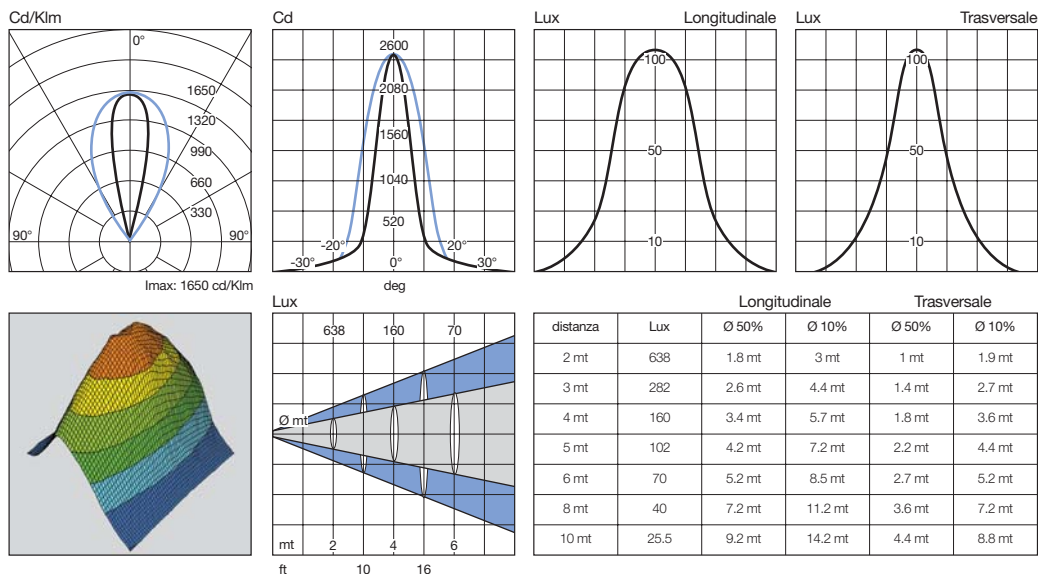 Cd/Klm
0°
1650
1320
990
660
330
90° 90°
Imax: 1650 cd/Klm
Cd
2600
2080
1560
1040
520
-20° 20°
-30° 0° 30°
deg
Lux Longitudinale
100
50
10
Lux Trasversale
100
50
10
Lux
638 160 70
Ø mt
mt 2 4 6
ft 10 16
Longitudinale Trasversale
distanza Lux Ø 50% Ø 10% Ø 50% Ø 10%
2 mt 638 1.8 mt 3 mt 1 mt 1.9 mt
3 mt 282 2.6 mt 4.4 mt 1.4 mt 2.7 mt
4 mt 160 3.4 mt 5.7 mt 1.8 mt 3.6 mt
5 mt 102 4.2 mt 7.2 mt 2.2 mt 4.4 mt
6 mt 70 5.2 mt 8.5 mt 2.7 mt 5.2 mt
8 mt 40 7.2 mt 11.2 mt 3.6 mt 7.2 mt
10 mt 25.5 9.2 mt 14.2 mt 4.4 mt 8.8 mt